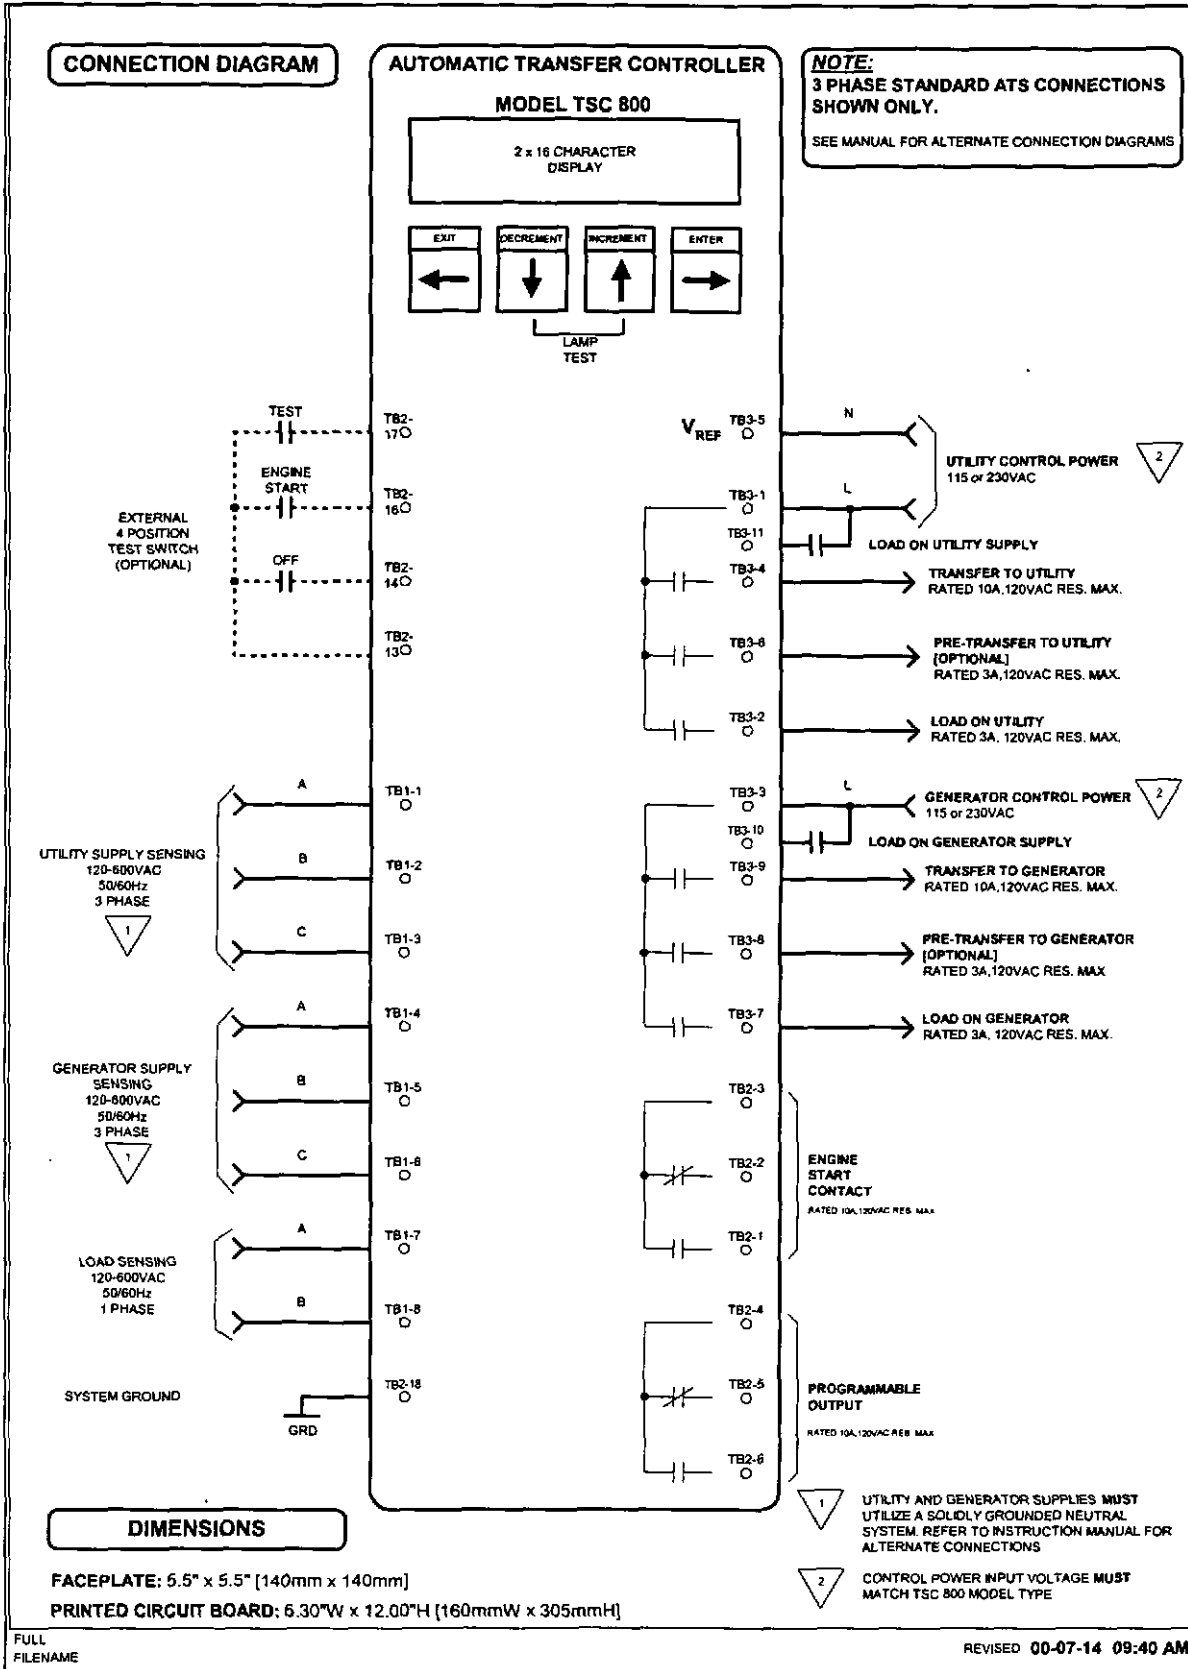 CONNECTION DIAGRAM
AUTOMATIC TRANSFER CONTROLLER
MODEL TSC 800
2 x 16 CHARACTER
DISPLAY
EXIT
DECREMENT
INCREMENT
ENTER
LAMP
TEST
NOTE:
3 PHASE STANDARD ATS CONNECTIONS
SHOWN ONLY.
SEE MANUAL FOR ALTERNATE CONNECTION DIAGRAMS
TEST
TB2-
17
ENGINE
START
TB2-
16
EXTERNAL
4 POSITION
TEST SWITCH
(OPTIONAL)
OFF
TB2-
14
TB2-
13
A
TB1-1
UTILITY SUPPLY SENSING
120-600VAC
50/60Hz
3 PHASE
1
B
TB1-2
C
TB1-3
A
TB1-4
GENERATOR SUPPLY
SENSING
120-600VAC
50/60Hz
3 PHASE
1
B
TB1-5
C
TB1-6
A
TB1-7
LOAD SENSING
120-600VAC
50/60Hz
1 PHASE
B
TB1-8
SYSTEM GROUND
GRD
TB2-18
VREF
TB3-5
N
UTILITY CONTROL POWER
115 or 230VAC
2
TB3-1
L
TB3-11
LOAD ON UTILITY SUPPLY
TB3-4
TRANSFER TO UTILITY
RATED 10A,120VAC RES. MAX.
TB3-6
PRE-TRANSFER TO UTILITY
[OPTIONAL]
RATED 3A,120VAC RES. MAX.
TB3-2
LOAD ON UTILITY
RATED 3A, 120VAC RES. MAX.
TB3-3
L
GENERATOR CONTROL POWER
115 or 230VAC
2
TB3-10
LOAD ON GENERATOR SUPPLY
TB3-9
TRANSFER TO GENERATOR
RATED 10A,120VAC RES. MAX.
TB3-8
PRE-TRANSFER TO GENERATOR
[OPTIONAL]
RATED 3A,120VAC RES. MAX
TB3-7
LOAD ON GENERATOR
RATED 3A, 120VAC RES. MAX.
TB2-3
TB2-2
TB2-1
ENGINE
START
CONTACT
RATED 10A,120VAC RES. MAX
TB2-4
TB2-5
TB2-6
PROGRAMMABLE
OUTPUT
RATED 10A,120VAC RES. MAX
1
UTILITY AND GENERATOR SUPPLIES MUST
UTILIZE A SOLIDLY GROUNDED NEUTRAL
SYSTEM. REFER TO INSTRUCTION MANUAL FOR
ALTERNATE CONNECTIONS
2
CONTROL POWER INPUT VOLTAGE MUST
MATCH TSC 800 MODEL TYPE
DIMENSIONS
FACEPLATE: 5.5" x 5.5" [140mm x 140mm]
PRINTED CIRCUIT BOARD: 6.30"W x 12.00"H [160mmW x 305mmH]
FULL
FILENAME
REVISED 00-07-14 09:40 AM